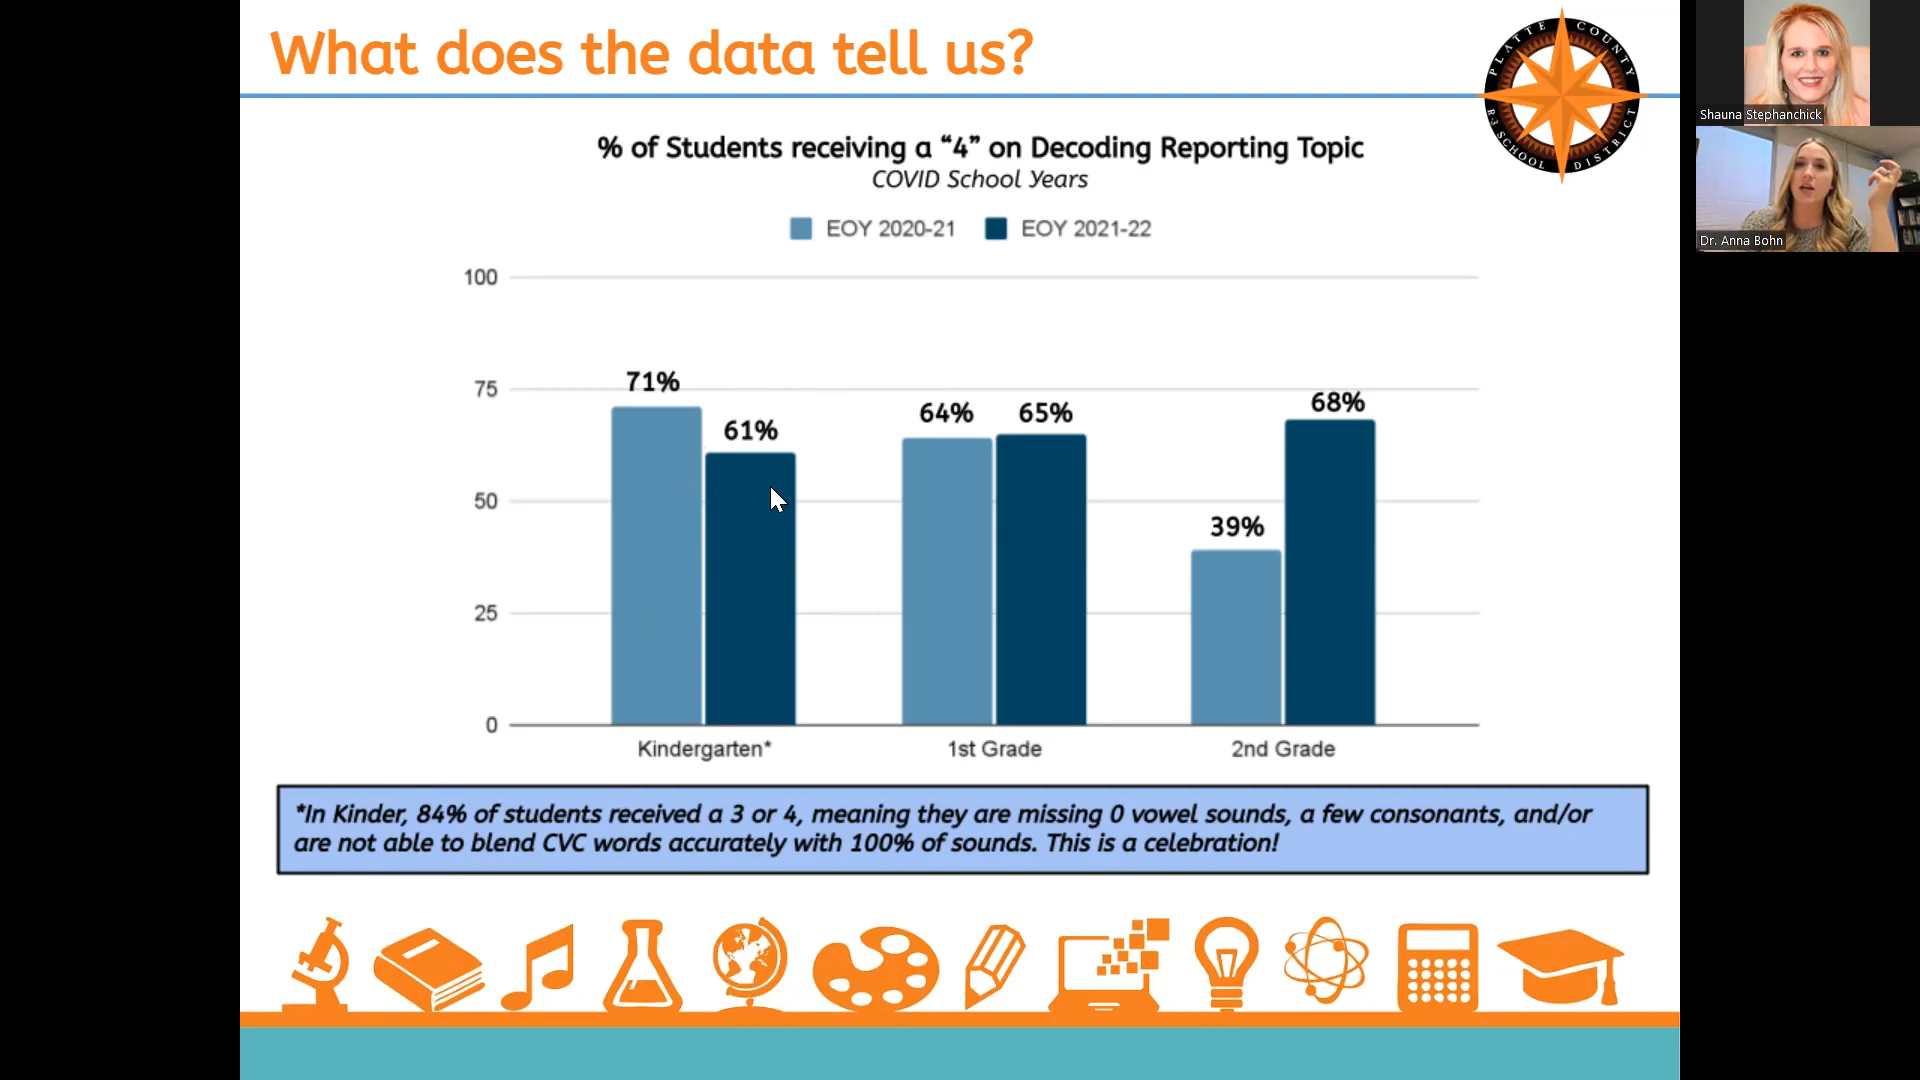 What does the data tell us?
PLATTE COUNTY
R3 SCHOOL DISTRICT
Shauna Stephanchick
Dr. Anna Bohn
% of Students receiving a “4” on Decoding Reporting Topic
COVID School Years
EOY 2020-21 EOY 2021-22
100
75
50
25
0
71%
61%
64%
65%
39%
68%
Kindergarten* 1st Grade 2nd Grade
*In Kinder, 84% of students received a 3 or 4, meaning they are missing 0 vowel sounds, a few consonants, and/or
are not able to blend CVC words accurately with 100% of sounds. This is a celebration!